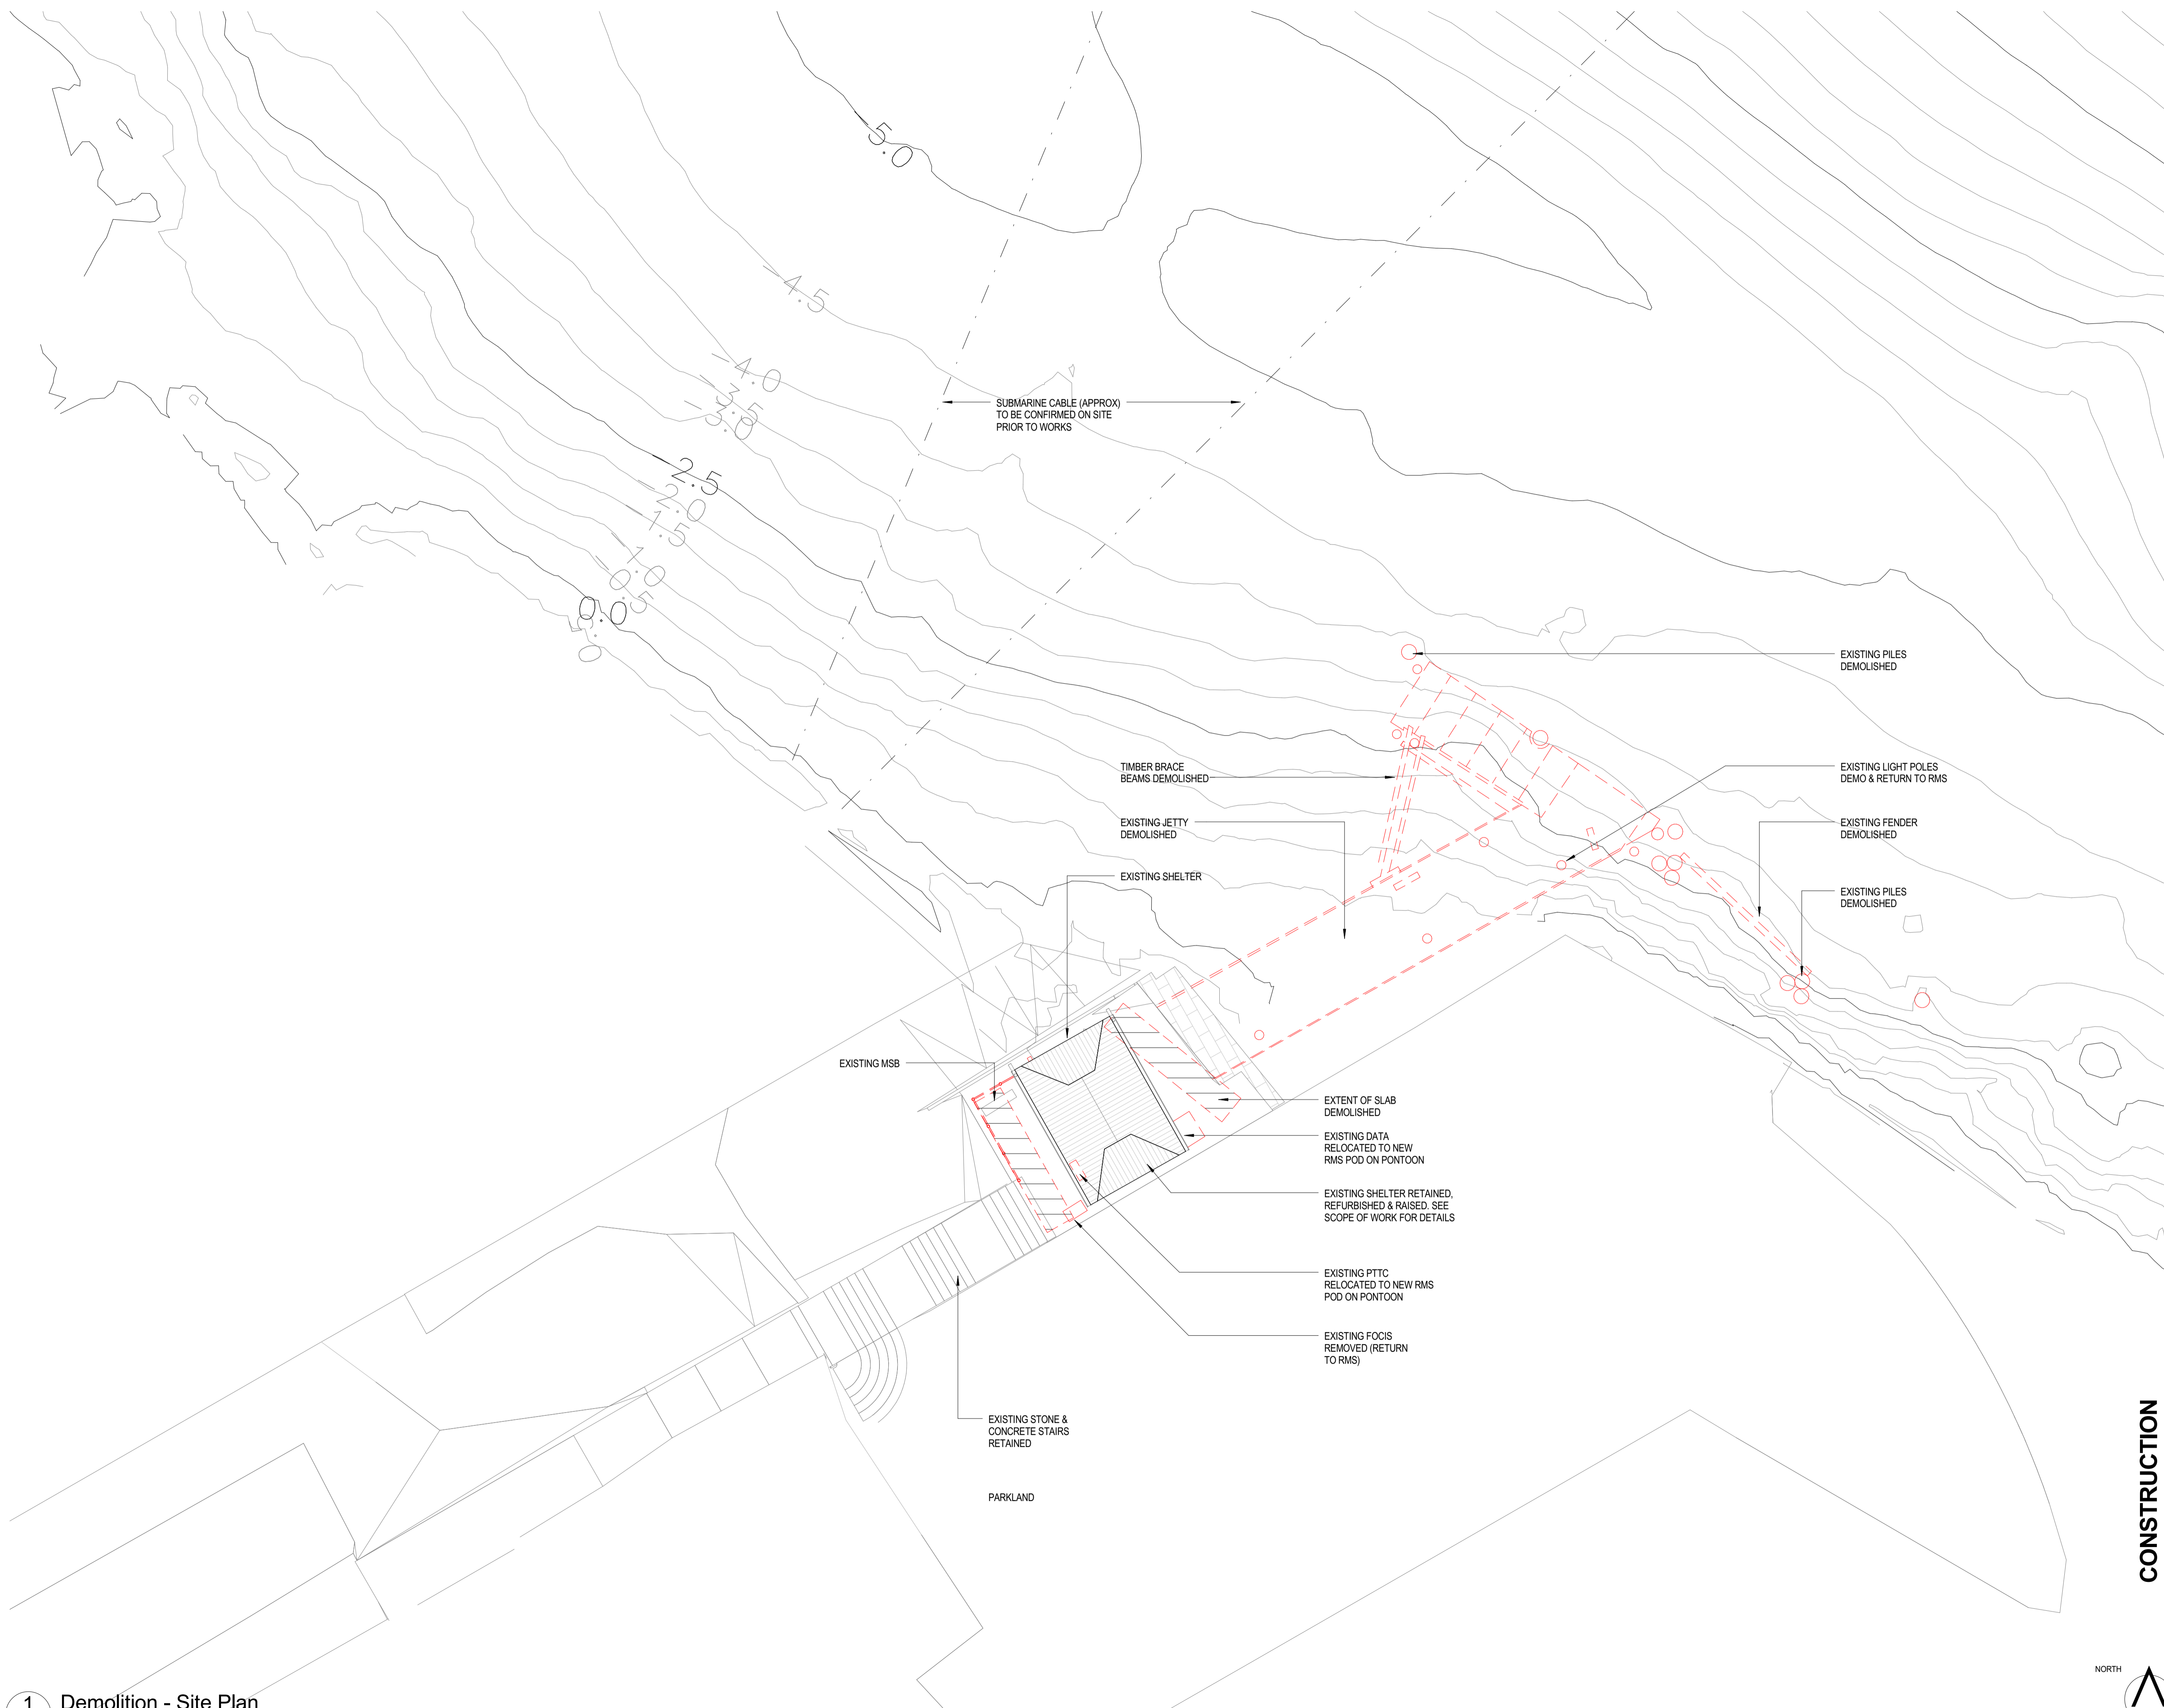 -5.0
-4.5
-4.0
-3.5
-3.0
-2.5
-2.0
-1.5
-1.0
-0.5
0.0
0.5
SUBMARINE CABLE (APPROX)
TO BE CONFIRMED ON SITE
PRIOR TO WORKS
EXISTING PILES
DEMOLISHED
TIMBER BRACE
BEAMS DEMOLISHED
EXISTING LIGHT POLES
DEMO & RETURN TO RMS
EXISTING JETTY
DEMOLISHED
EXISTING FENDER
DEMOLISHED
EXISTING SHELTER
EXISTING PILES
DEMOLISHED
EXISTING MSB
EXTENT OF SLAB
DEMOLISHED
EXISTING DATA
RELOCATED TO NEW
RMS POD ON PONTOON
EXISTING SHELTER RETAINED,
REFURBISHED & RAISED. SEE
SCOPE OF WORK FOR DETAILS
EXISTING PTTC
RELOCATED TO NEW RMS
POD ON PONTOON
EXISTING FOCIS
REMOVED (RETURN
TO RMS)
EXISTING STONE &
CONCRETE STAIRS
RETAINED
PARKLAND
CONSTRUCTION
NORTH
1
Demolition - Site Plan